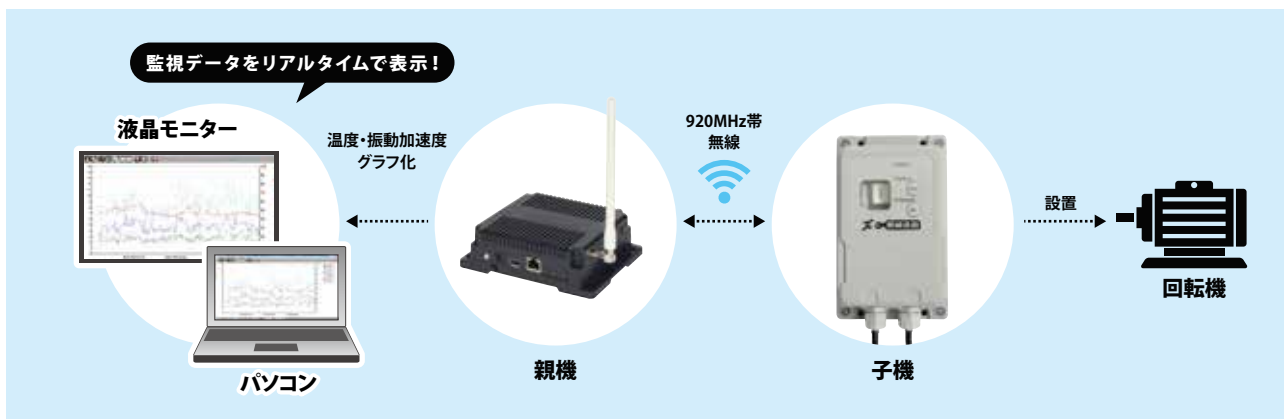 監視データをリアルタイムで表示!
液晶モニター
温度・振動加速度
グラフ化
920MHz帯
無線
設置
パソコン
親機
子機
回転機